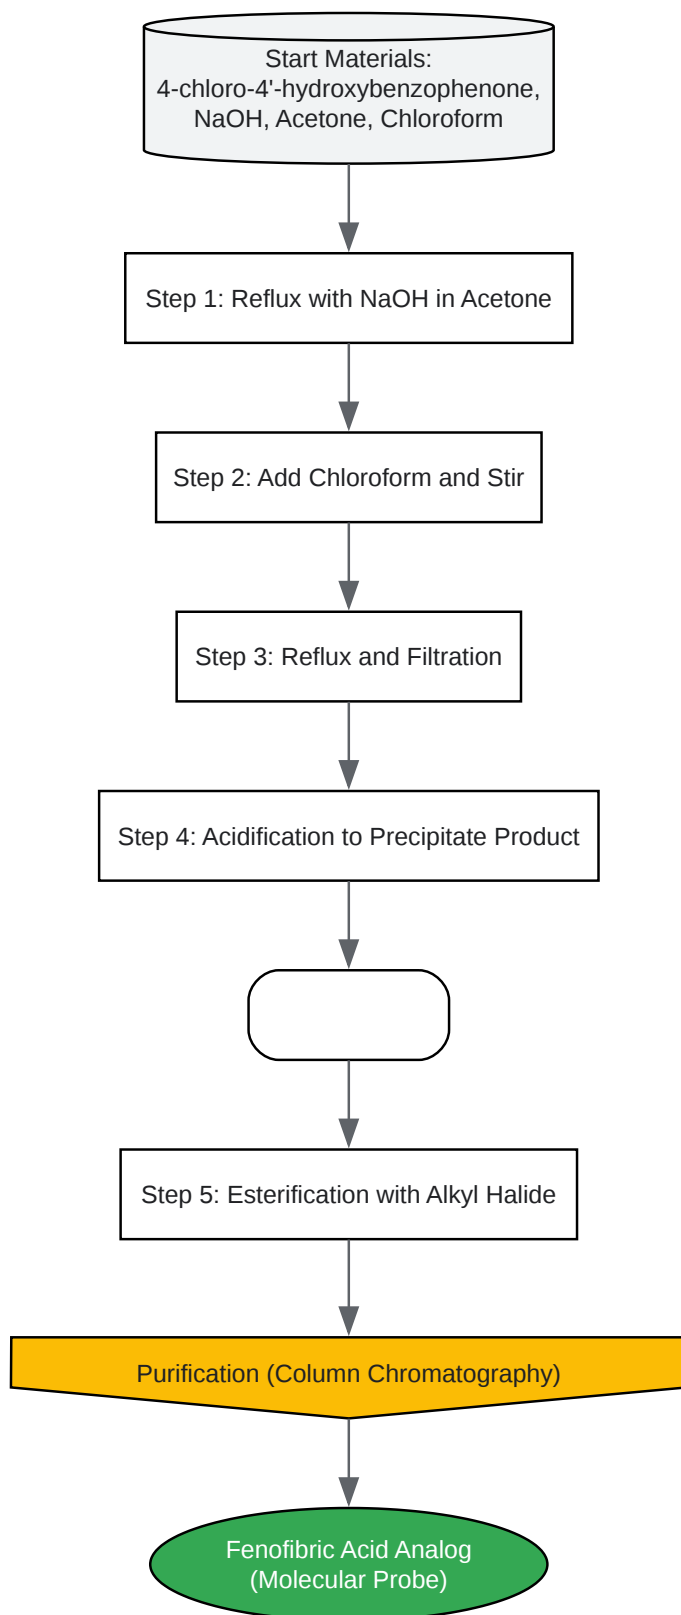 Start Materials:
4-chloro-4'-hydroxybenzophenone,
NaOH, Acetone, Chloroform
Step 1: Reflux with NaOH in Acetone
Step 2: Add Chloroform and Stir
Step 3: Reflux and Filtration
Step 4: Acidification to Precipitate Product
Step 5: Esterification with Alkyl Halide
Purification (Column Chromatography)
Fenofibric Acid Analog
(Molecular Probe)